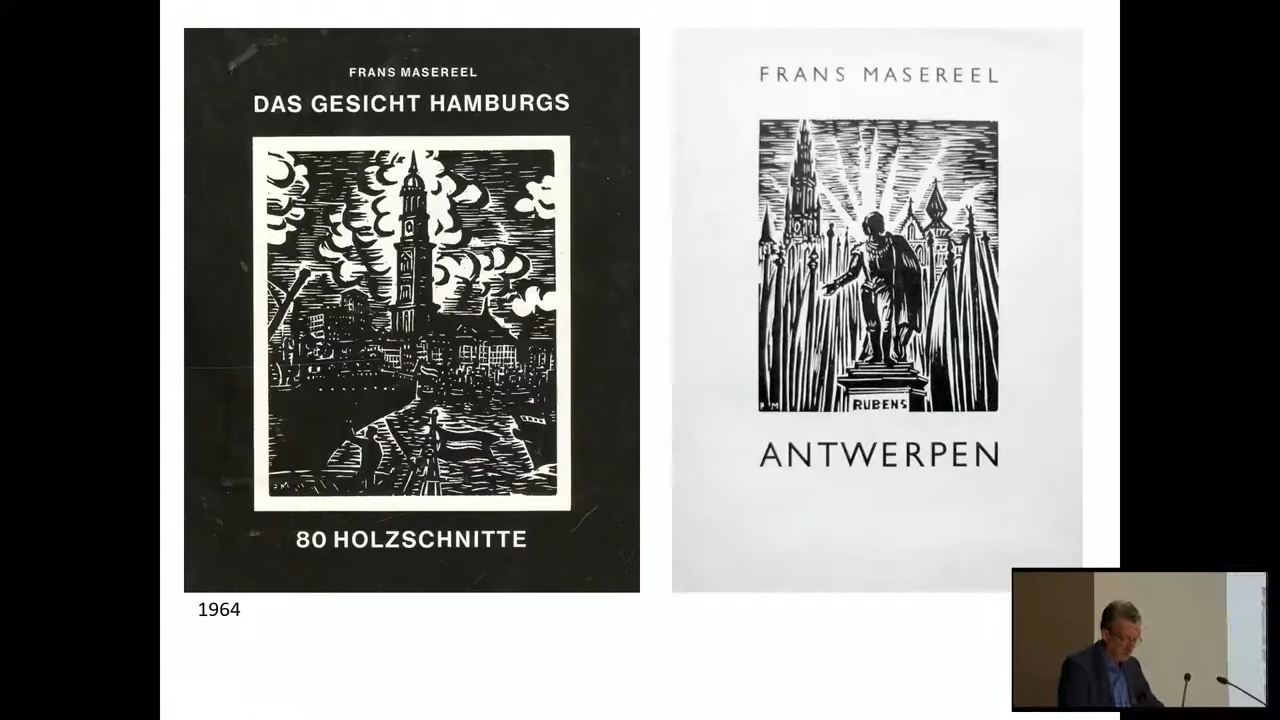 FRANS MASEREEL
DAS GESICHT HAMBURGS
80 HOLZSCHNITTE
1964
FRANS MASEREEL
RUBENS
ANTWERPEN